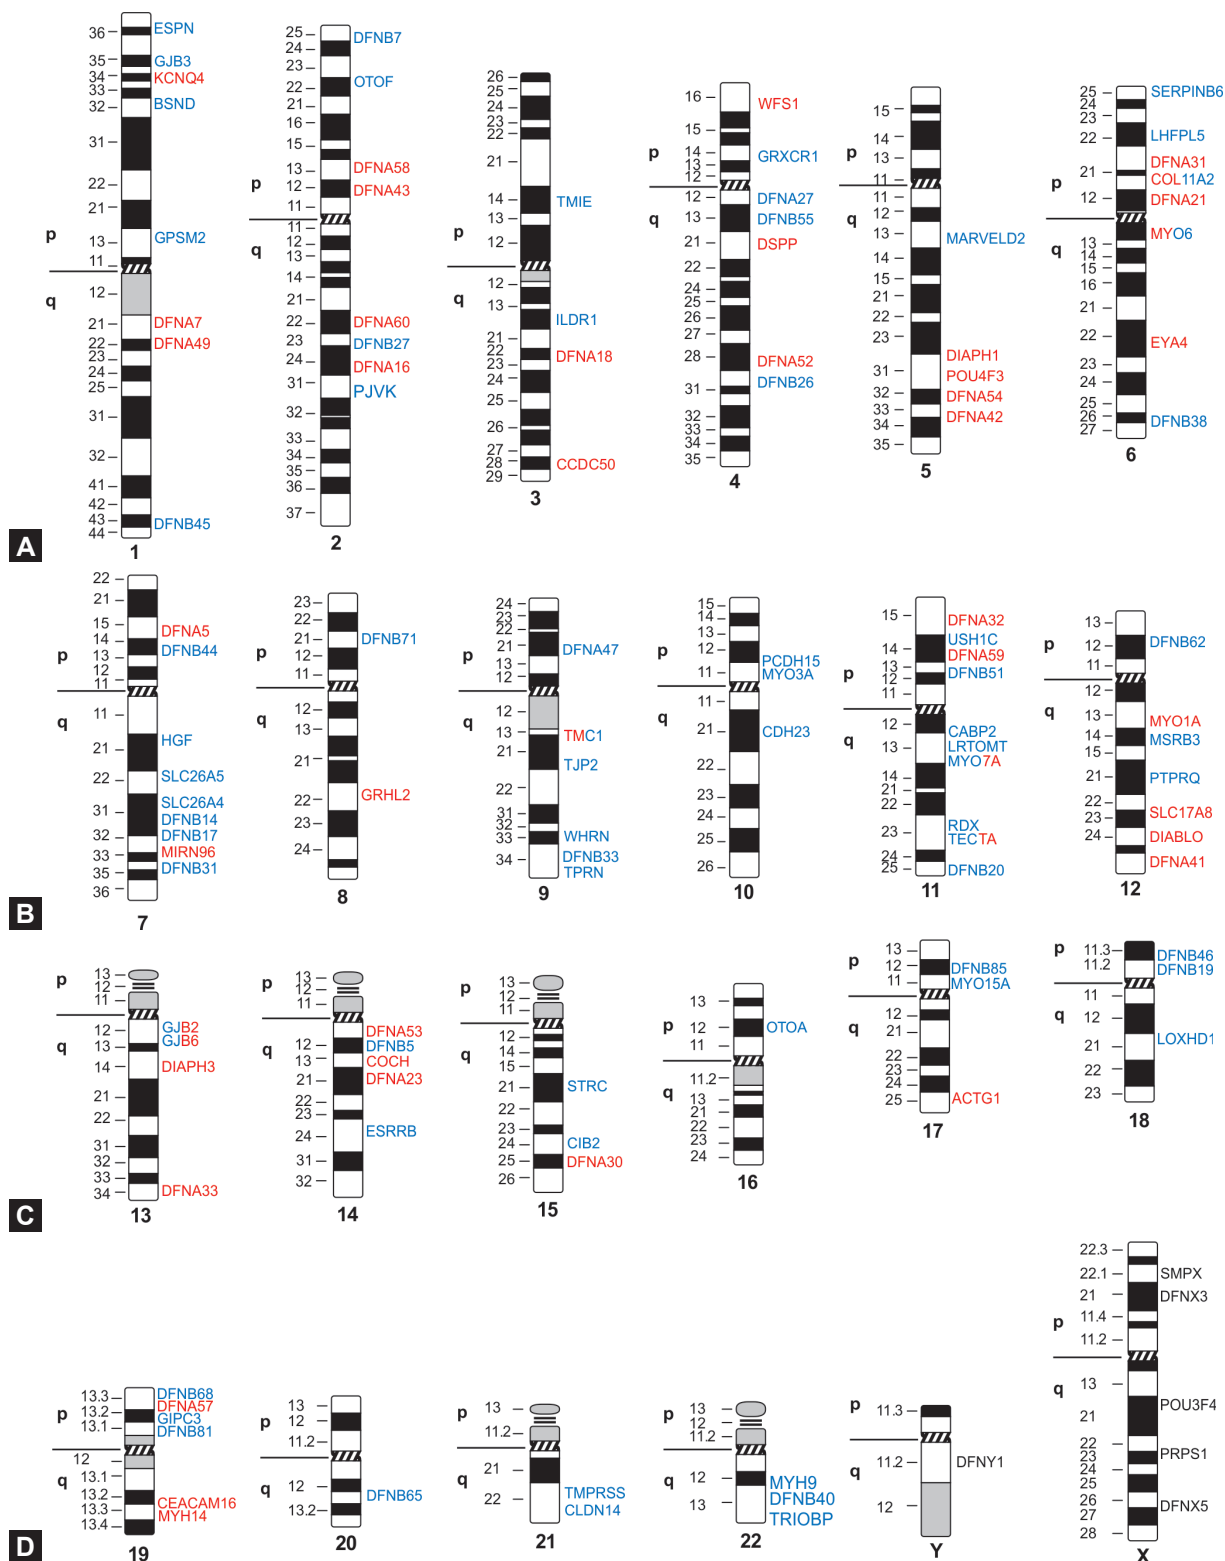 36
ESPN
35
GJB3
34
KCNQ4
33
32
BSND
31
22
21
p
13
GPSM2
11
q
12
21
DFNA7
22
DFNA49
23
24
25
31
32
41
42
43
DFNB45
44
1
25
DFNB7
24
23
22
OTOF
21
16
15
13
DFNA58
p
12
DFNA43
11
11
q
12
13
14
21
22
DFNA60
23
DFNB27
24
DFNA16
31
PJVK
32
33
34
35
36
37
2
26
25
24
23
22
21
14
TMIE
13
p
12
q
12
13
ILDR1
21
22
DFNA18
23
24
25
26
27
28
CCDC50
29
3
16
WFS1
15
p
14
GRXCR1
13
12
12
DFNA27
q
13
DFNB55
21
DSPP
22
24
25
26
27
28
DFNA52
DFNB26
31
32
33
34
35
4
15
14
p
13
11
11
q
12
13
MARVELD2
14
15
21
22
23
DIAPH1
31
POU4F3
32
DFNA54
33
DFNA42
34
35
5
25
SERPINB6
24
23
22
LHFPL5
DFNA31
21
p
COL11A2
12
DFNA21
MYO6
q
13
14
15
16
21
22
EYA4
23
24
25
26
DFNB38
27
6
A
22
21
15
DFNA5
14
DFNB44
p
13
12
11
q
11
HGF
21
22
SLC26A5
SLC26A4
31
DFNB14
32
DFNB17
33
MIRN96
35
DFNB31
36
7
23
22
21
DFNB71
p
12
11
q
12
13
21
22
GRHL2
23
24
8
24
23
22
21
DFNA47
p
13
12
q
12
13
TMC1
21
TJP2
22
31
32
33
WHRN
34
DFNB33
TPRN
9
15
14
13
p
12
PCDH15
11
MYO3A
11
q
21
CDH23
22
23
24
25
26
10
15
DFNA32
USH1C
14
DFNA59
p
13
DFNB51
12
11
12
CABP2
q
13
LRTOMT
MYO7A
14
21
22
23
RDX
TECTA
24
25
DFNB20
11
13
p
12
DFNB62
11
12
q
13
MYO1A
14
MSRB3
15
21
PTPRQ
22
23
SLC17A8
24
DIABLO
DFNA41
12
B
p
13
12
11
12
GJB2
q
13
GJB6
14
DIAPH3
21
22
31
32
33
34
DFNA33
13
p
13
12
11
DFNA53
q
12
DFNB5
13
COCH
21
DFNA23
22
23
24
ESRRB
31
32
14
p
13
12
11
12
q
14
15
21
STRC
22
23
24
CIB2
25
DFNA30
26
15
13
p
12
OTOA
11
11.2
q
13
21
22
23
24
16
13
p
12
DFNB85
11
MYO15A
q
12
21
22
23
24
25
ACTG1
17
p
11.3
DFNB46
11.2
DFNB19
11
q
12
21
LOXHD1
22
23
18
C
13.3
DFNB68
DFNA57
p
13.2
GIPC3
13.1
DFNB81
12
q
13.1
13.2
CEACAM16
13.3
MYH14
13.4
19
13
p
12
11.2
q
12
DFNB65
13.2
20
p
13
12
11.2
q
21
22
TMPRSS
CLDN14
21
p
13
12
11.2
q
12
MYH9
13
DFNB40
TRIOBP
22
p
11.3
q
11.2
DFNY1
12
Y
22.3
22.1
SMPX
21
DFNX3
p
11.4
11.2
q
13
POU3F4
21
22
23
PRPS1
24
25
26
DFNX5
27
28
X
D